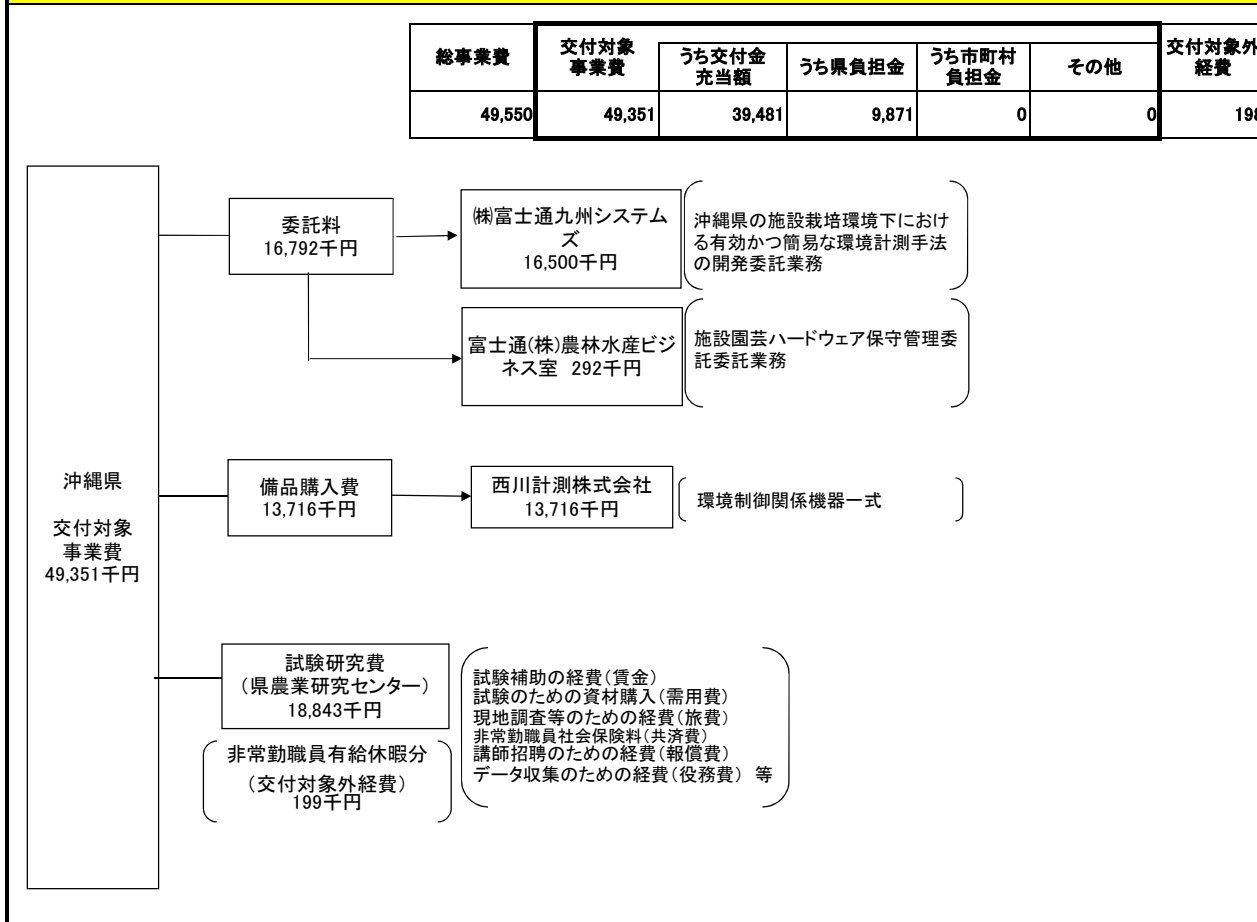 総事業費
交付対象
事業費
うち交付金
充当額
うち県負担金
うち市町村
負担金
その他
交付対象外
経費
49,550
49,351
39,481
9,871
0
0
198
沖縄県
交付対象
事業費
49,351千円
委託料
16,792千円
㈱富士通九州システム
ズ
16,500千円
沖縄県の施設栽培環境下におけ
る有効かつ簡易な環境計測手法
の開発委託業務
富士通(株)農林水産ビジ
ネス室 292千円
施設園芸ハードウェア保守管理委
託委託業務
備品購入費
13,716千円
西川計測株式会社
13,716千円
環境制御関係機器一式
試験研究費
(県農業研究センター)
18,843千円
非常勤職員有給休暇分
(交付対象外経費)
199千円
試験補助の経費(賃金)
試験のための資材購入(需用費)
現地調査等のための経費(旅費)
非常勤職員社会保険料(共済費)
講師招聘のための経費(報償費)
データ収集のための経費(役務費) 等